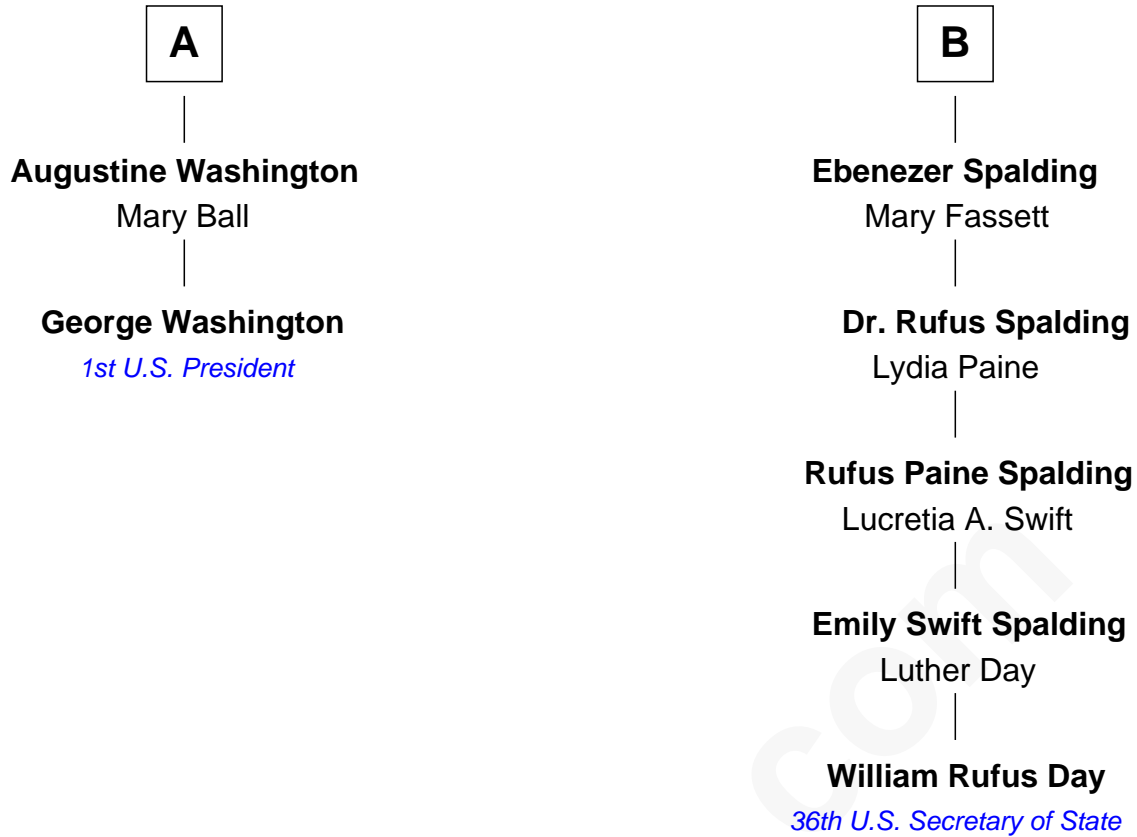 A
Augustine Washington
Mary Ball
George Washington
1st U.S. President
B
Ebenezer Spalding
Mary Fassett
Dr. Rufus Spalding
Lydia Paine
Rufus Paine Spalding
Lucretia A. Swift
Emily Swift Spalding
Luther Day
William Rufus Day
36th U.S. Secretary of State
com